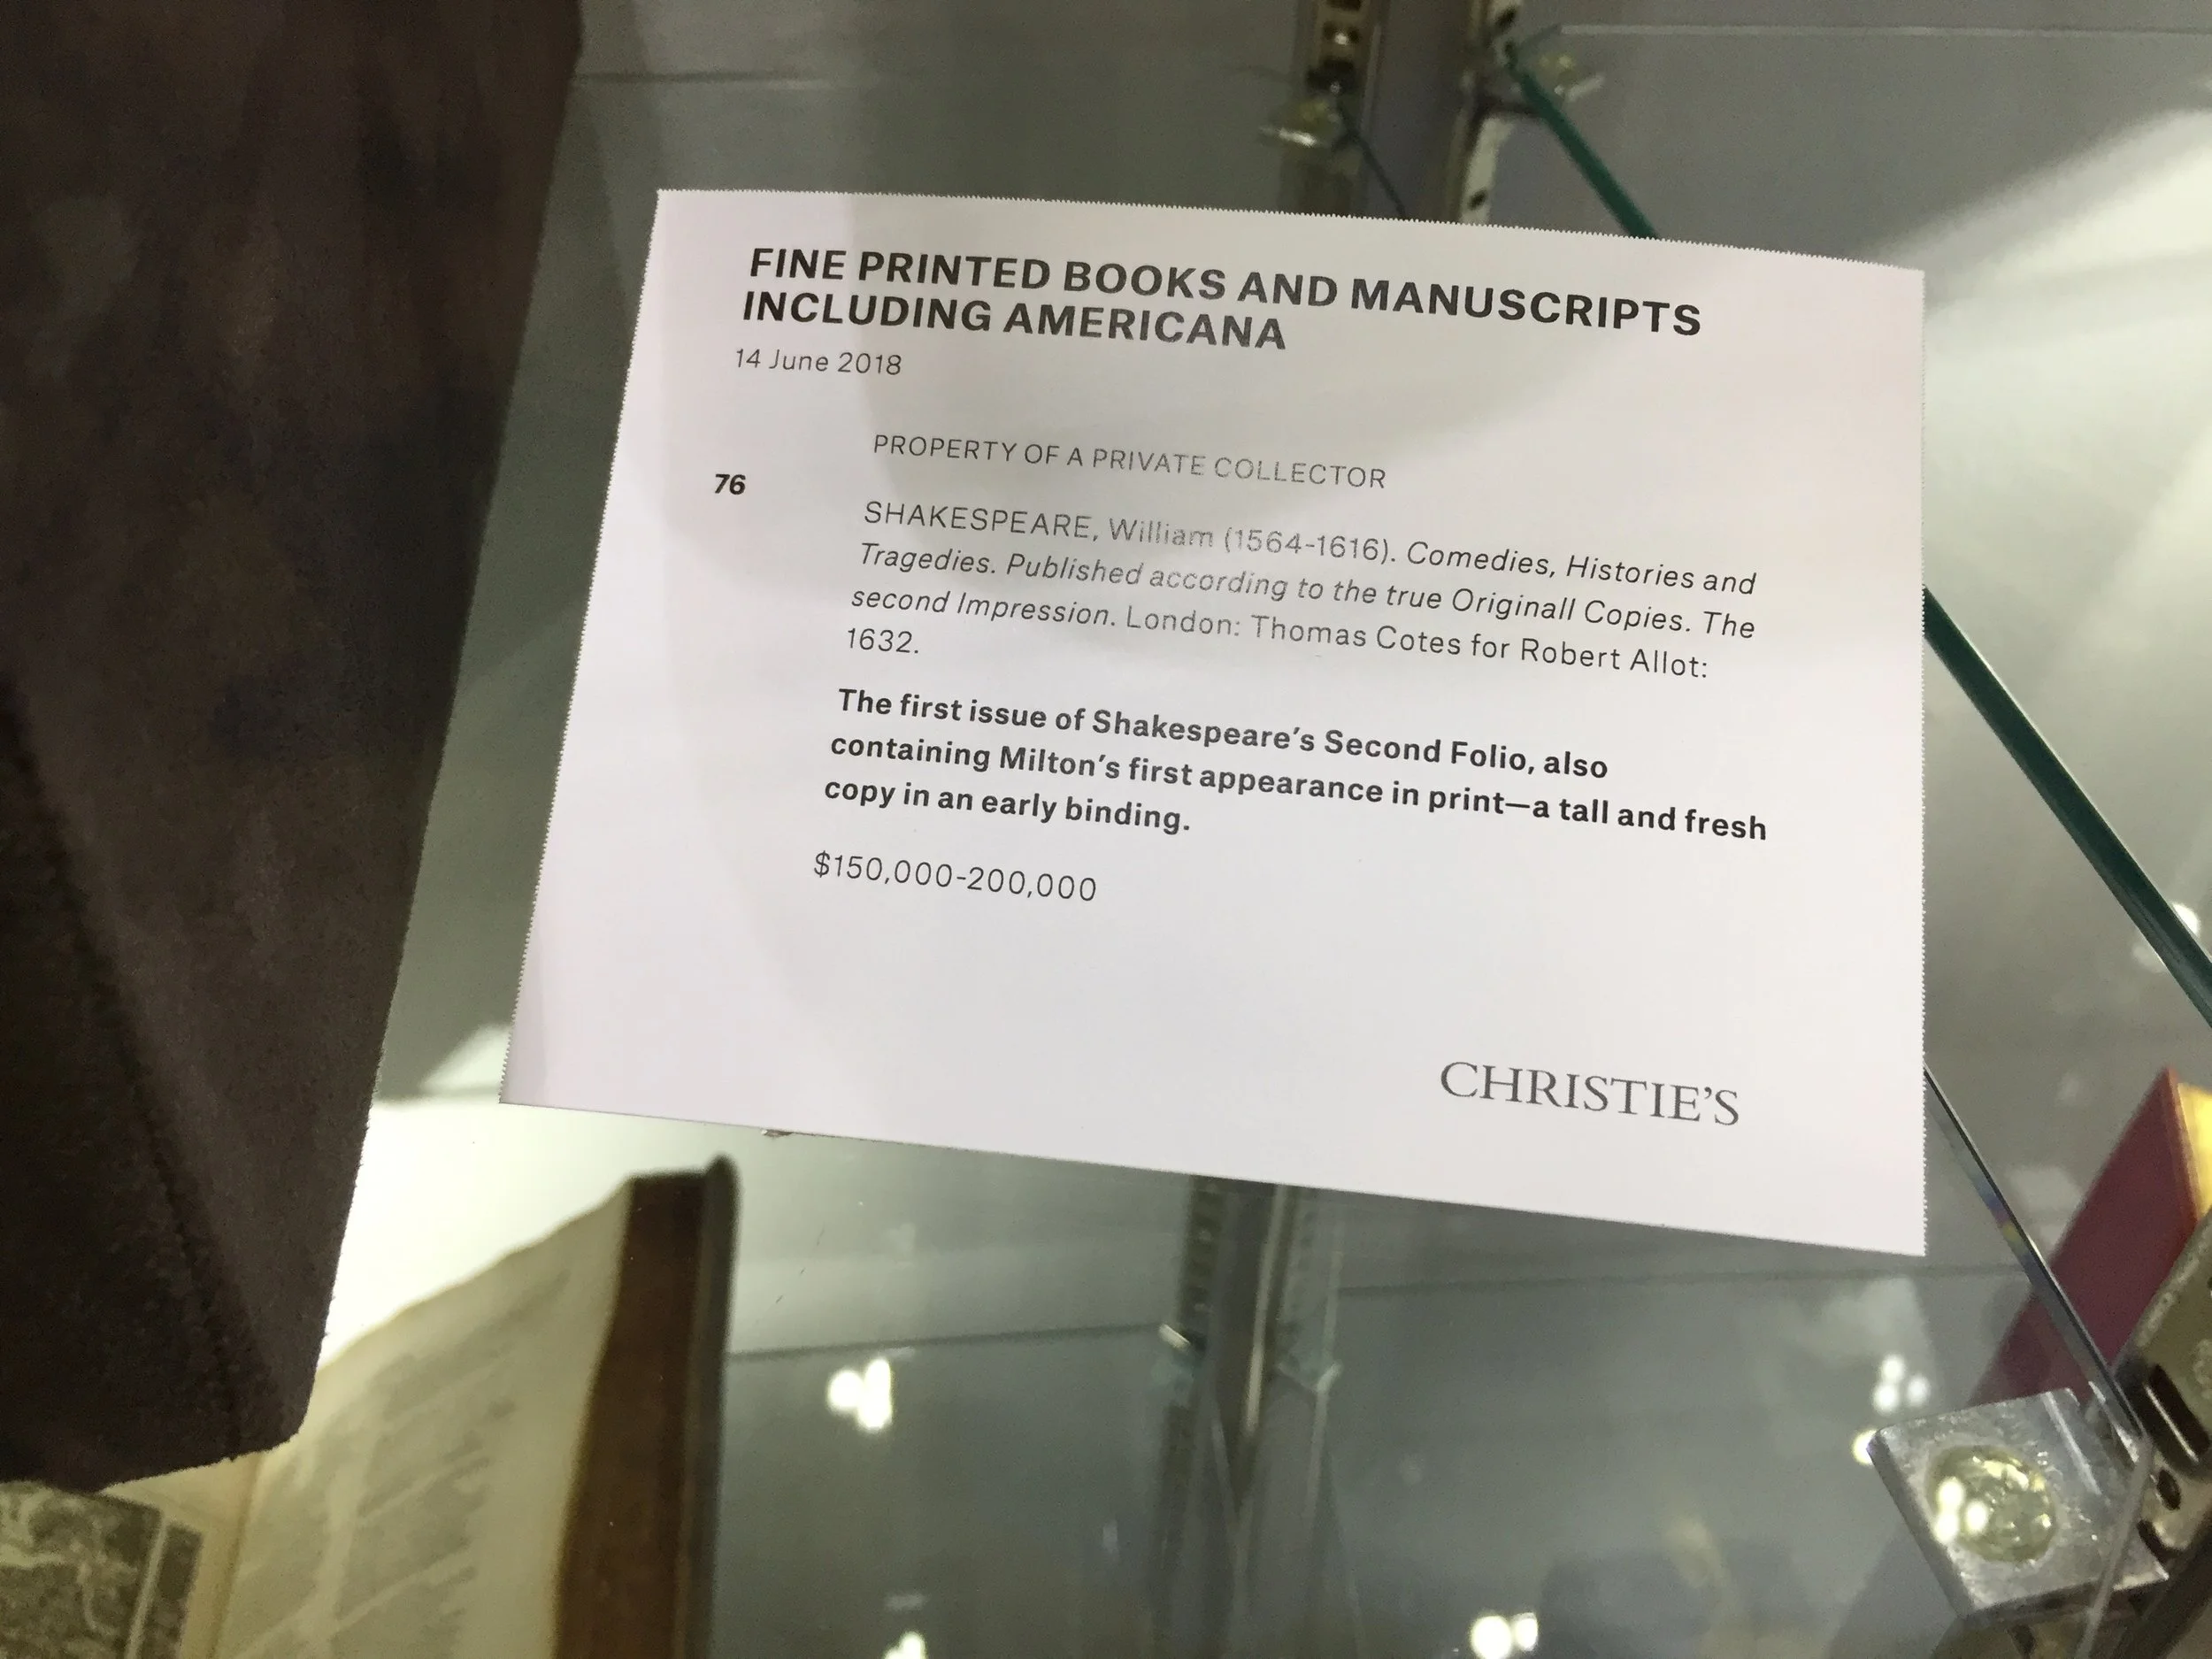 FINE PRINTED BOOKS AND MANUSCRIPTS
INCLUDING AMERICANA
14 June 2018
PROPERTY OF A PRIVATE COLLECTOR
76
SHAKESPEARE, William (1564-1616). Comedies, Histories and
Tragedies. Published according to the true Originall Copies. The
second Impression. London: Thomas Cotes for Robert Allot:
1632.
The first issue of Shakespeare's Second Folio, also
containing Milton's first appearance in print—a tall and fresh
copy in an early binding.
$150,000-200,000
CHRISTIE'S